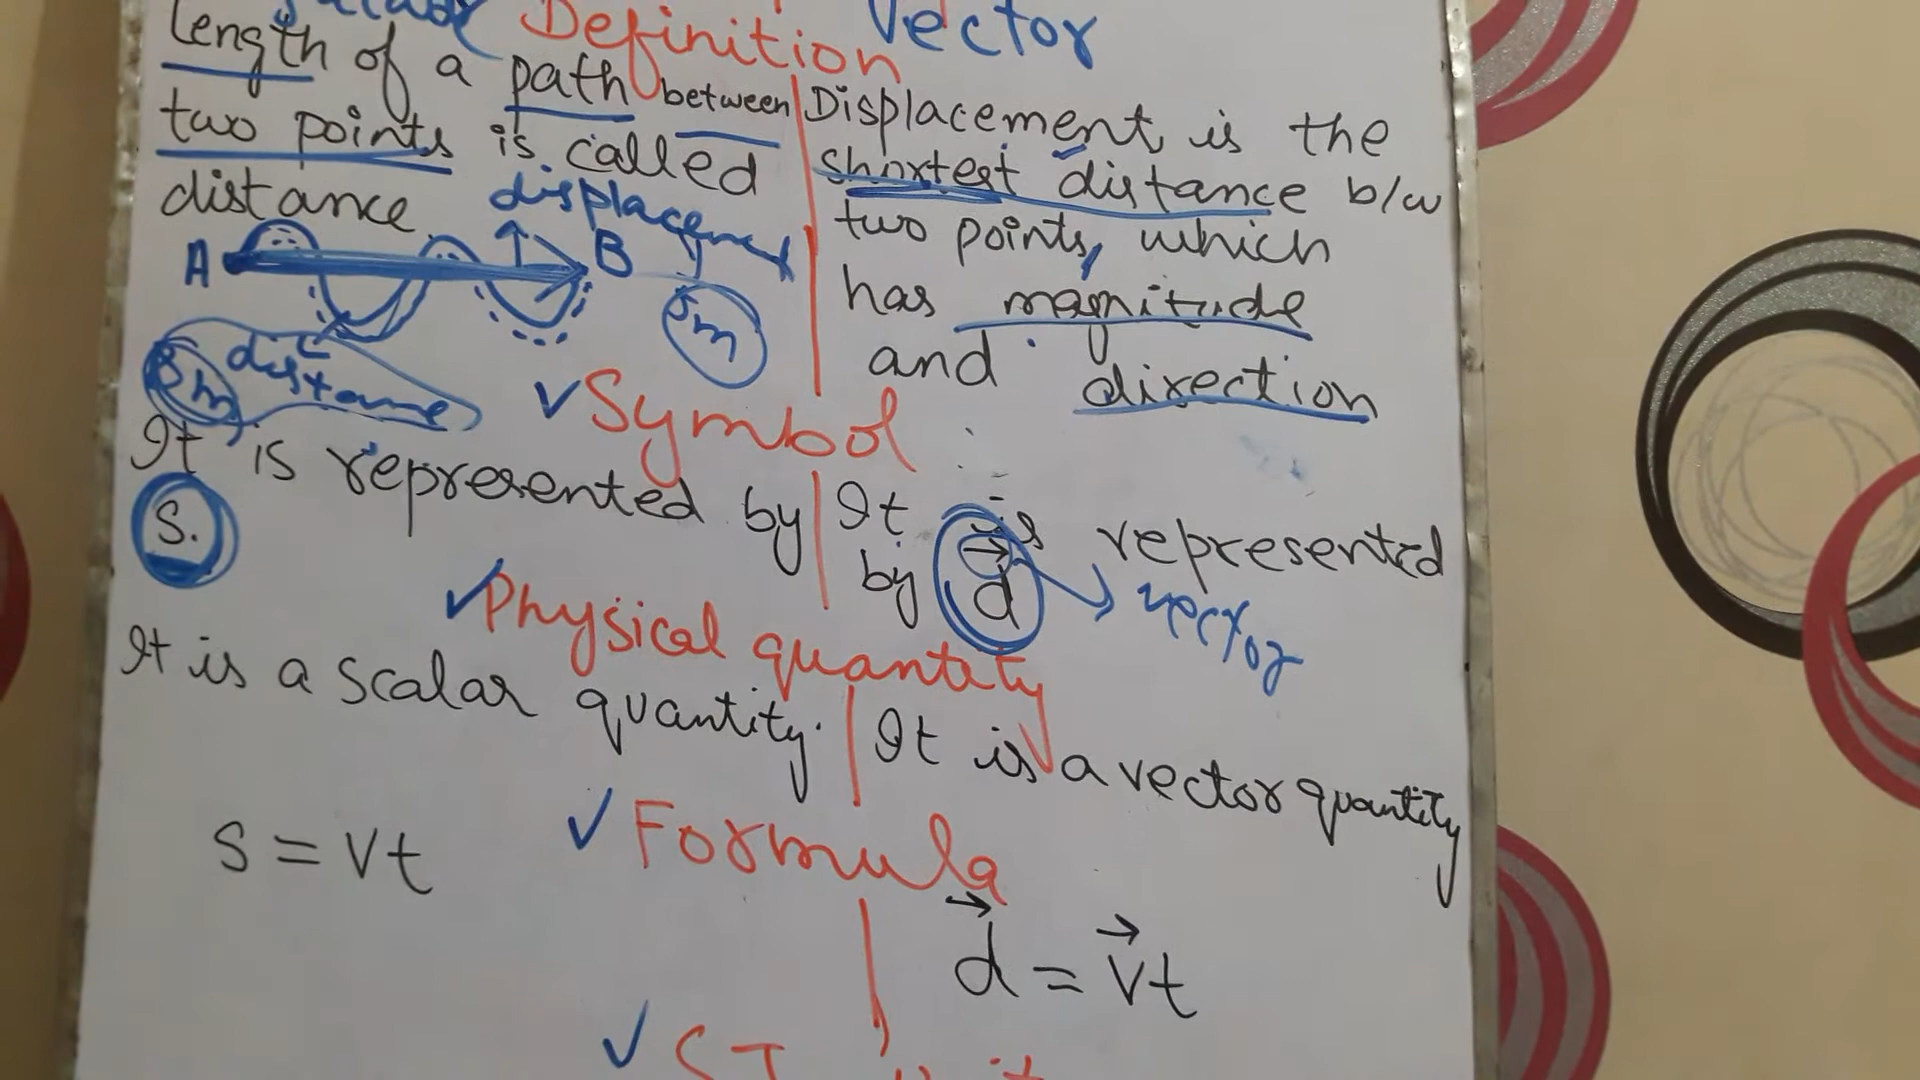 Scalar Definition Vector
Length of a path between
two points is called
distance
displacement
A B
5m
8m distance
Displacement is the
shortest distance b/w
two points, which
has magnitude
and direction
✓Symbol
It is represented by
S.
It is represented
by d→
vector
✓Physical quantity
It is a scalar quantity.
It is a vector quantity
✓Formula
S = vt
d→ = v→t
✓